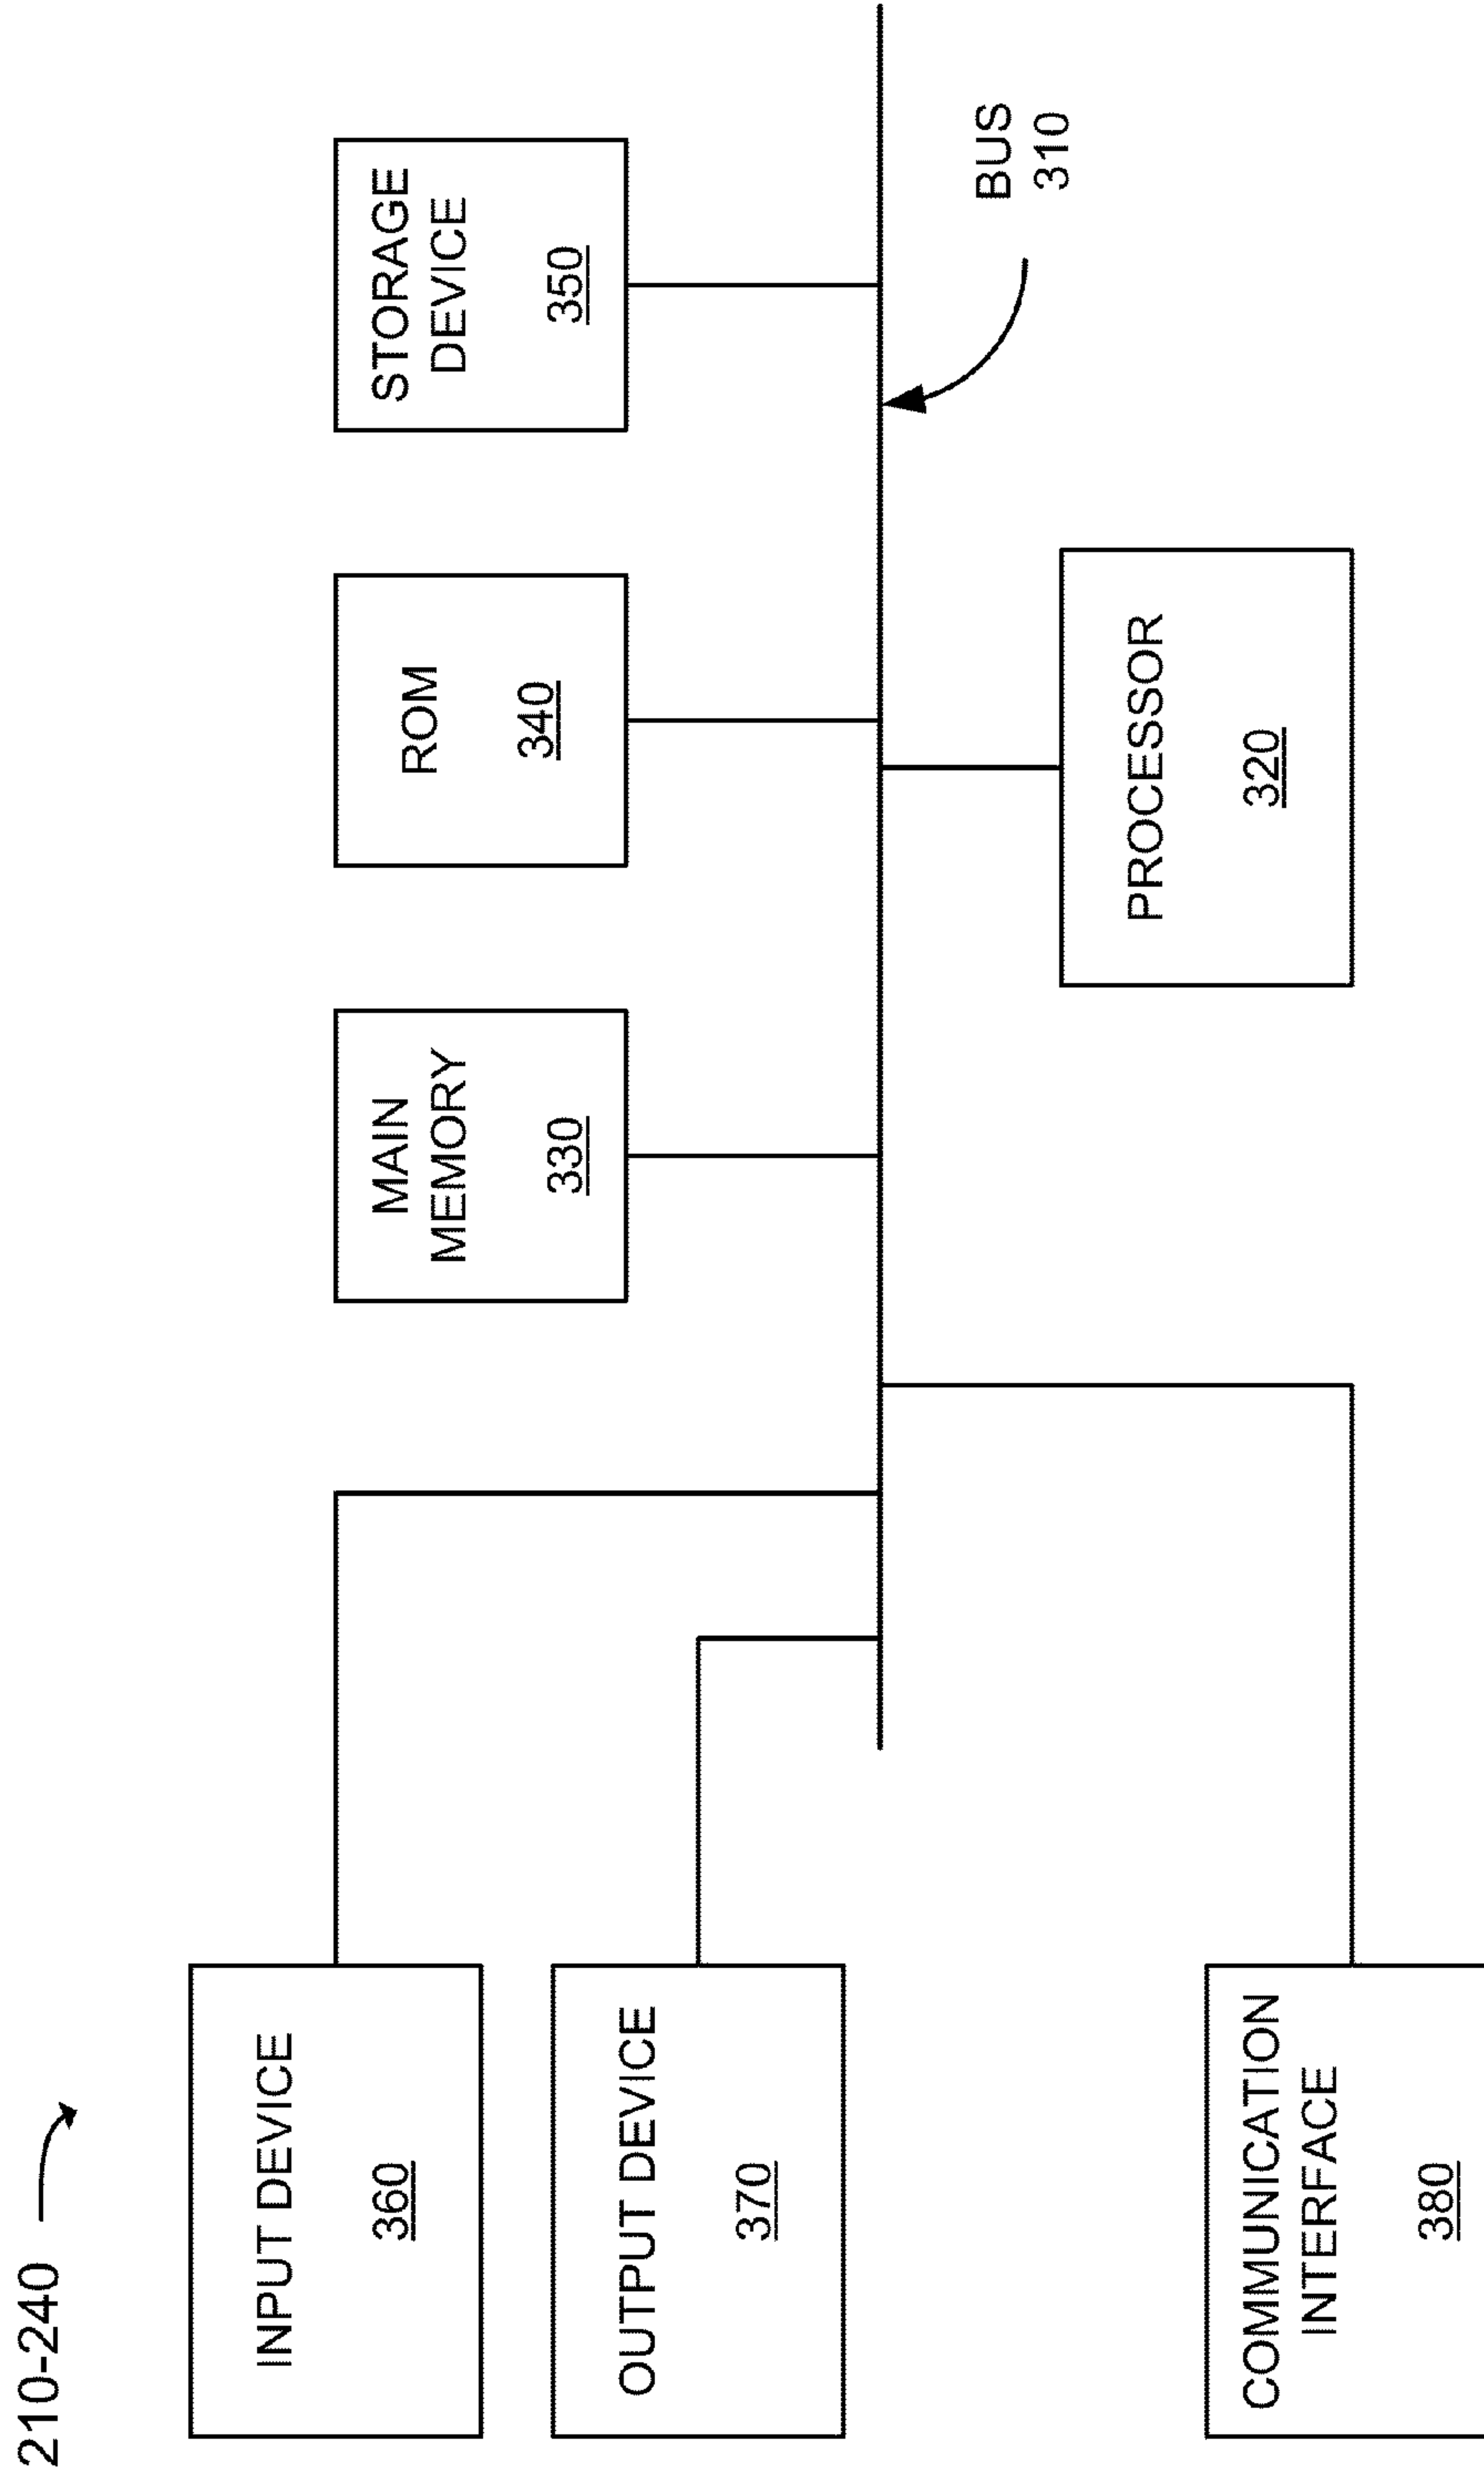 210-240
INPUT DEVICE
360
OUTPUT DEVICE
370
COMMUNICATION
INTERFACE
380
MAIN
MEMORY
330
ROM
340
STORAGE
DEVICE
350
PROCESSOR
320
BUS
310